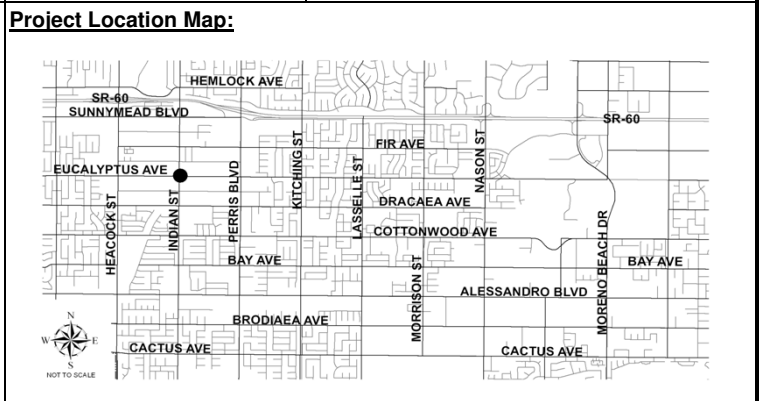 Project Location Map:
HEMLOCK AVE
SR-60
SUNNYMEAD BLVD
SR-60
FIR AVE
EUCALYPTUS AVE
HEACOCK ST
INDIAN ST
PERRIS BLVD
KITCHING ST
LASSELLE ST
NASON ST
DRACAEA AVE
COTTONWOOD AVE
BAY AVE
MORRISON ST
MORENO BEACH DR
BAY AVE
ALESSANDRO BLVD
BRODIAEA AVE
CACTUS AVE
CACTUS AVE
N
W E
S
NOT TO SCALE